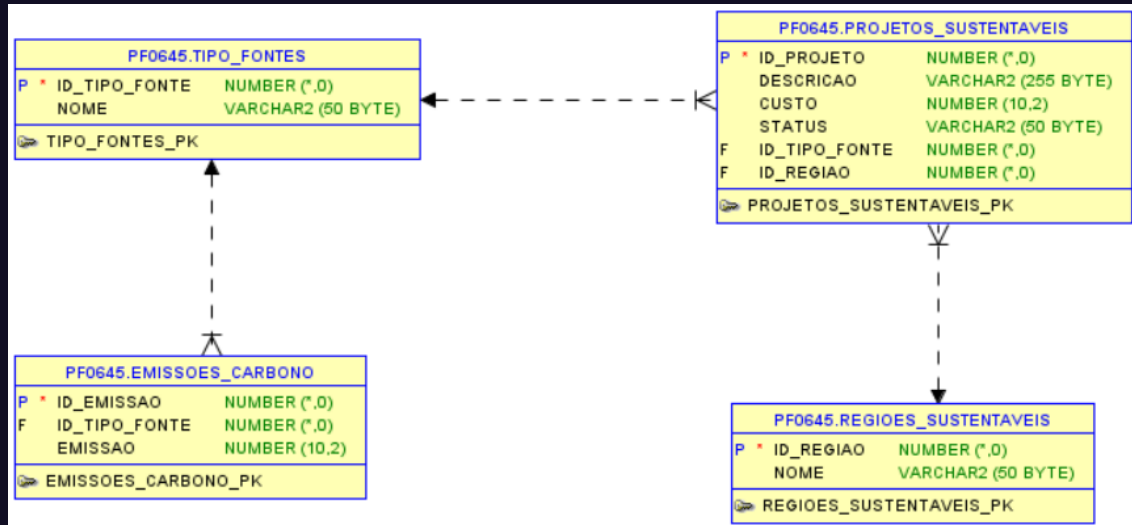 PF0645.TIPO_FONTES
P * ID_TIPO_FONTE NUMBER (*,0)
NOME VARCHAR2 (50 BYTE)
TIPO_FONTES_PK
PF0645.PROJETOS_SUSTENTAVEIS
P * ID_PROJETO NUMBER (*,0)
DESCRICAO VARCHAR2 (255 BYTE)
CUSTO NUMBER (10,2)
STATUS VARCHAR2 (50 BYTE)
F ID_TIPO_FONTE NUMBER (*,0)
F ID_REGIAO NUMBER (*,0)
PROJETOS_SUSTENTAVEIS_PK
PF0645.EMISSOES_CARBONO
P * ID_EMISSAO NUMBER (*,0)
F ID_TIPO_FONTE NUMBER (*,0)
EMISSAO NUMBER (10,2)
EMISSOES_CARBONO_PK
PF0645.REGIOES_SUSTENTAVEIS
P * ID_REGIAO NUMBER (*,0)
NOME VARCHAR2 (50 BYTE)
REGIOES_SUSTENTAVEIS_PK